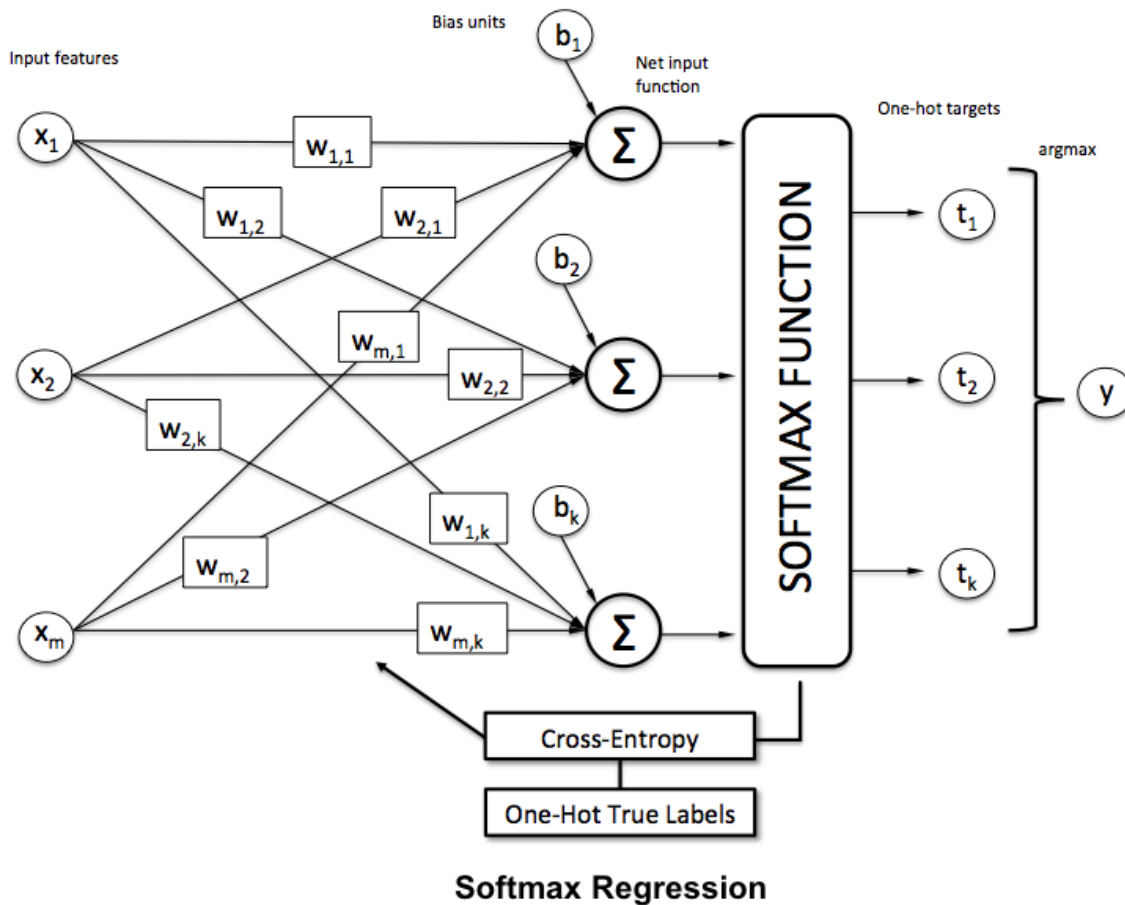 Bias units
b1
Input features
Net input
function
One-hot targets
argmax
x1
w1,1
Σ
w1,2
w2,1
t1
b2
wm,1
x2
w2,2
Σ
t2
y
w2,k
SOFTMAX FUNCTION
bk
w1,k
wm,2
tk
xm
wm,k
Σ
Cross-Entropy
One-Hot True Labels
Softmax Regression